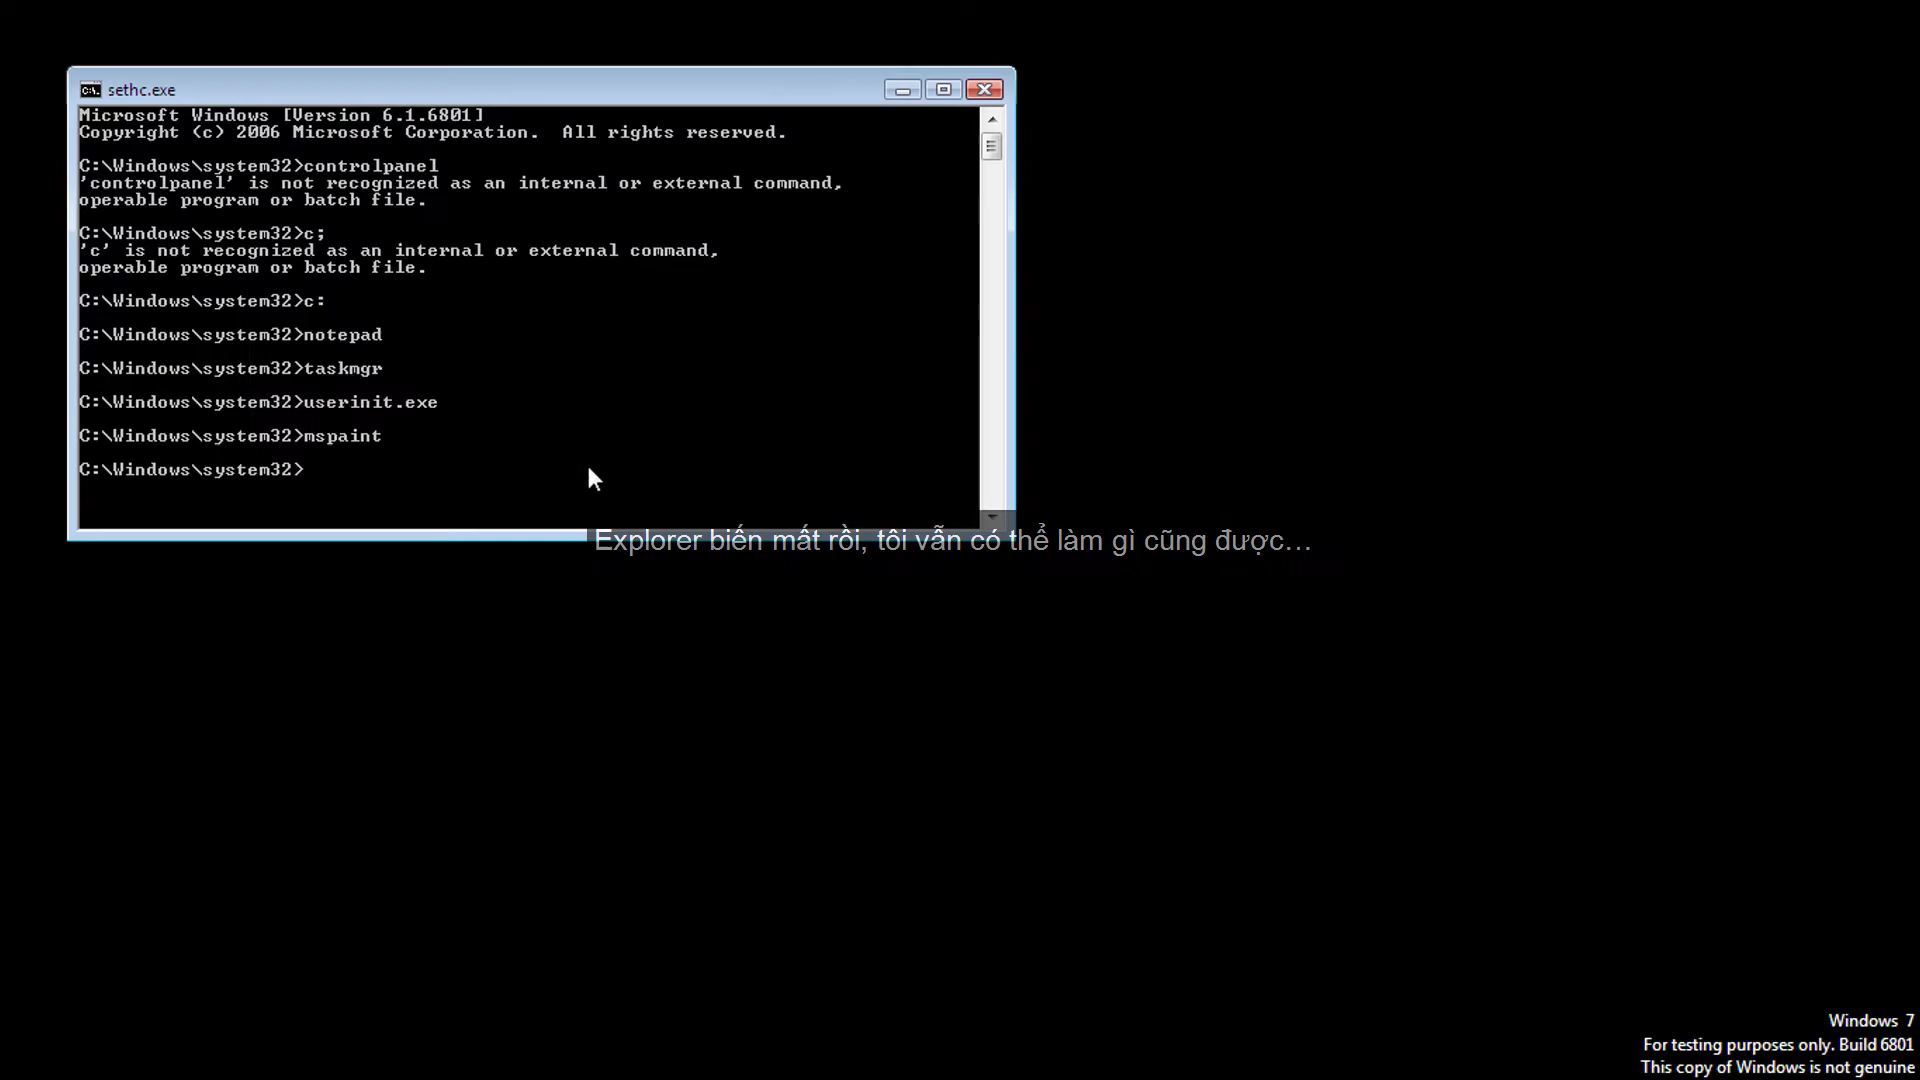 sethc.exe
Microsoft Windows [Version 6.1.6801]
Copyright (c) 2006 Microsoft Corporation.  All rights reserved.
C:\Windows\system32>controlpanel
'controlpanel' is not recognized as an internal or external command,
operable program or batch file.
C:\Windows\system32>c;
'c' is not recognized as an internal or external command,
operable program or batch file.
C:\Windows\system32>c:
C:\Windows\system32>notepad
C:\Windows\system32>taskmgr
C:\Windows\system32>userinit.exe
C:\Windows\system32>mspaint
C:\Windows\system32>
Explorer biến mất rồi, tôi vẫn có thể làm gì cũng được...
Windows 7
For testing purposes only. Build 6801
This copy of Windows is not genuine